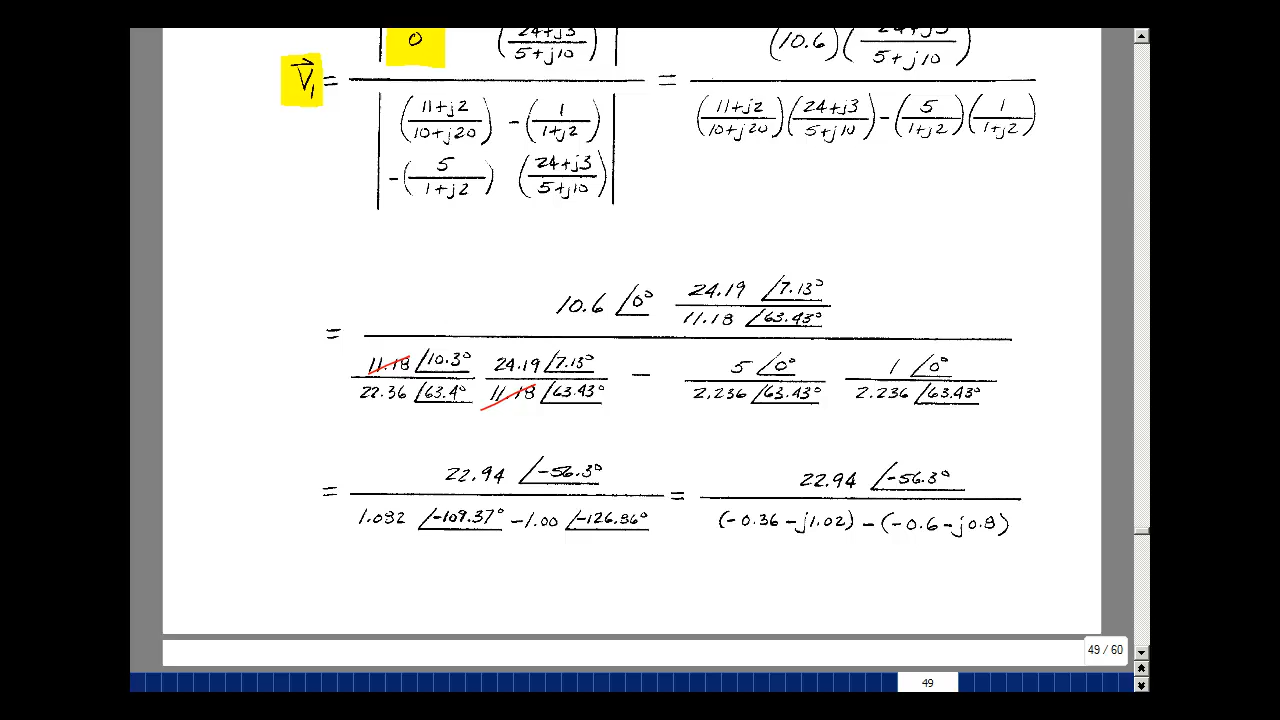 0 (24+j3 / 5+j10) (10.6)(24+j3 / 5+j10)
V⃗₁ = =
(11+j2 / 10+j20) -(1 / 1+j2) (11+j2 / 10+j20)(24+j3 / 5+j10) - (5 / 1+j2)(1 / 1+j2)
-(5 / 1+j2) (24+j3 / 5+j10)
10.6 ∠0° 24.19 ∠7.13°
= 11.18 ∠63.43°
11.18 ∠10.3° 24.19 ∠7.13° - 5 ∠0° 1 ∠0°
22.36 ∠63.4° 11.18 ∠63.43° 2.236 ∠63.43° 2.236 ∠63.43°
22.94 ∠-56.3° 22.94 ∠-56.3°
= =
1.082 ∠-109.37° -1.00 ∠-126.86° (-0.36-j1.02) - (-0.6-j0.8)
49 / 60
49